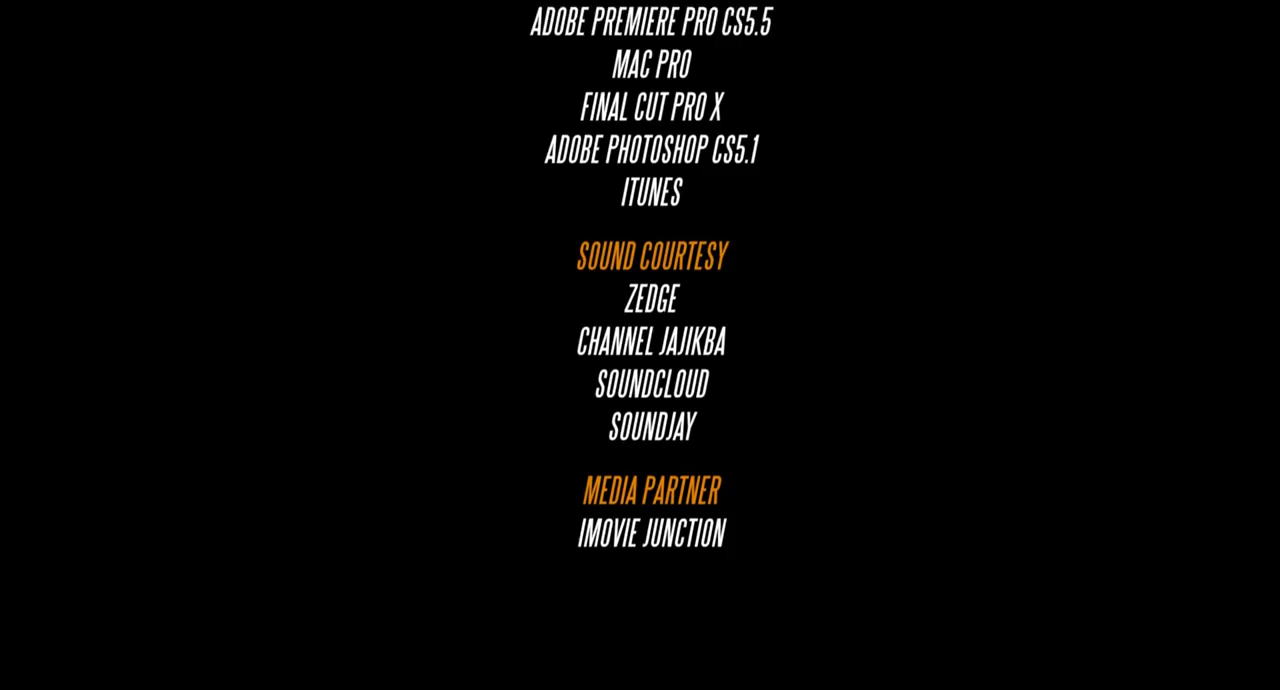 ADOBE PREMIERE PRO CS5.5
MAC PRO
FINAL CUT PRO X
ADOBE PHOTOSHOP CS5.1
ITUNES
SOUND COURTESY
ZEDGE
CHANNEL JAJIKBA
SOUNDCLOUD
SOUNDJAY
MEDIA PARTNER
IMOVIE JUNCTION